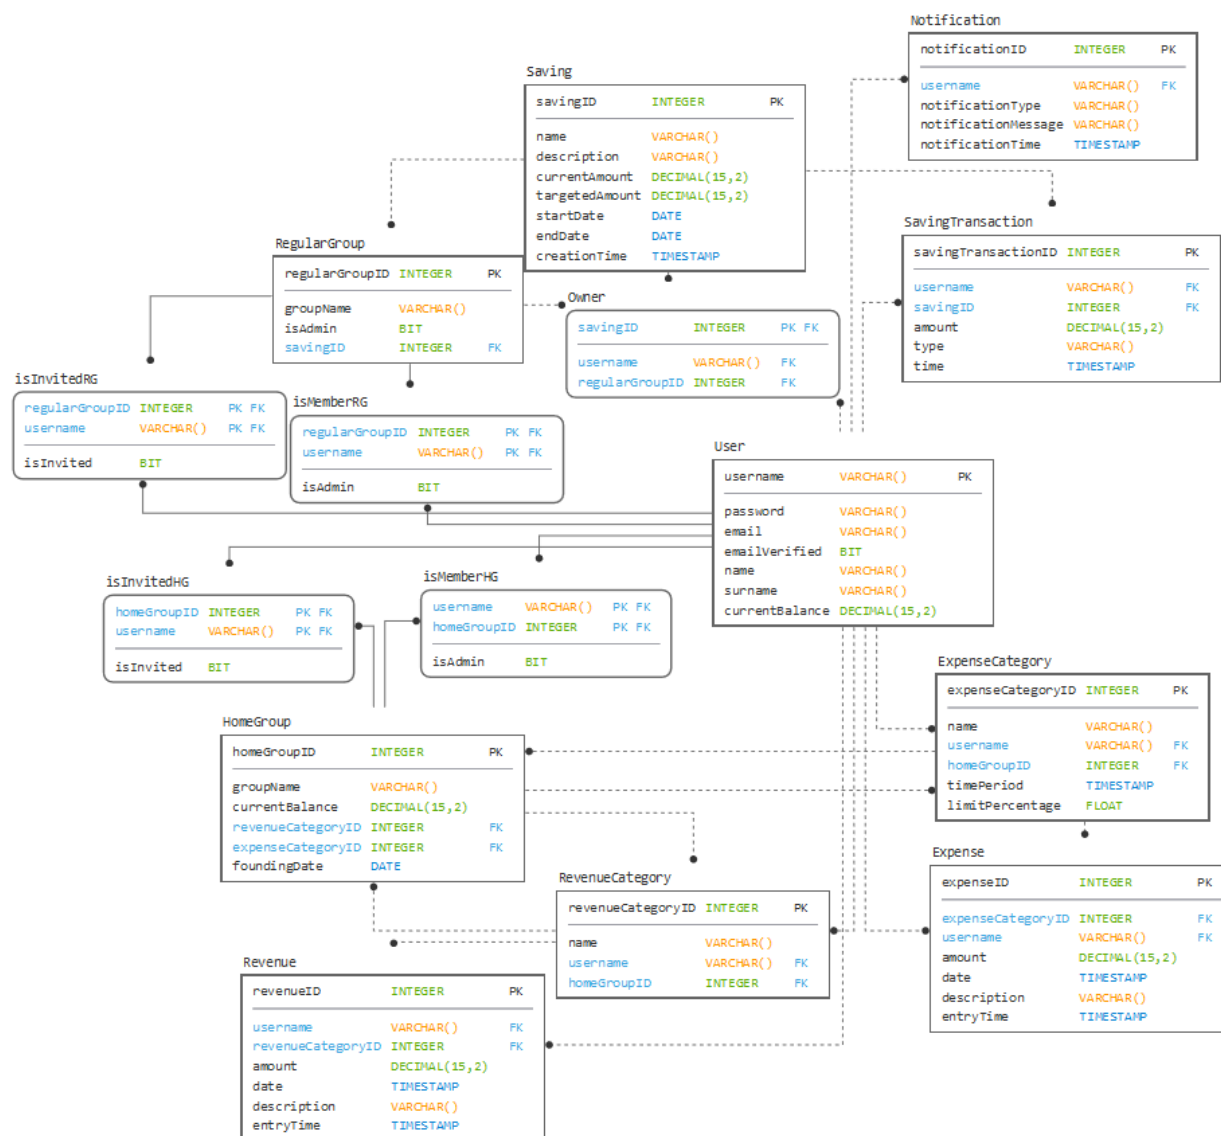 Notification
notificationID INTEGER PK
username VARCHAR() FK
notificationType VARCHAR()
notificationMessage VARCHAR()
notificationTime TIMESTAMP
Saving
savingID INTEGER PK
name VARCHAR()
description VARCHAR()
currentAmount DECIMAL(15,2)
targetedAmount DECIMAL(15,2)
startDate DATE
endDate DATE
creationTime TIMESTAMP
SavingTransaction
savingTransactionID INTEGER PK
username VARCHAR() FK
savingID INTEGER FK
amount DECIMAL(15,2)
type VARCHAR()
time TIMESTAMP
RegularGroup
regularGroupID INTEGER PK
groupName VARCHAR()
isAdmin BIT
savingID INTEGER FK
Owner
savingID INTEGER PK FK
username VARCHAR() FK
regularGroupID INTEGER FK
isInvitedRG
regularGroupID INTEGER PK FK
username VARCHAR() PK FK
isInvited BIT
isMemberRG
regularGroupID INTEGER PK FK
username VARCHAR() PK FK
isAdmin BIT
User
username VARCHAR() PK
password VARCHAR()
email VARCHAR()
emailVerified BIT
name VARCHAR()
surname VARCHAR()
currentBalance DECIMAL(15,2)
isInvitedHG
homeGroupID INTEGER PK FK
username VARCHAR() PK FK
isInvited BIT
isMemberHG
username VARCHAR() PK FK
homeGroupID INTEGER PK FK
isAdmin BIT
ExpenseCategory
expenseCategoryID INTEGER PK
name VARCHAR()
username VARCHAR() FK
homeGroupID INTEGER FK
timePeriod TIMESTAMP
limitPercentage FLOAT
HomeGroup
homeGroupID INTEGER PK
groupName VARCHAR()
currentBalance DECIMAL(15,2)
revenueCategoryID INTEGER FK
expenseCategoryID INTEGER FK
foundingDate DATE
Expense
expenseID INTEGER PK
expenseCategoryID INTEGER FK
username VARCHAR() FK
amount DECIMAL(15,2)
date TIMESTAMP
description VARCHAR()
entryTime TIMESTAMP
RevenueCategory
revenueCategoryID INTEGER PK
name VARCHAR()
username VARCHAR() FK
homeGroupID INTEGER FK
Revenue
revenueID INTEGER PK
username VARCHAR() FK
revenueCategoryID INTEGER FK
amount DECIMAL(15,2)
date TIMESTAMP
description VARCHAR()
entryTime TIMESTAMP